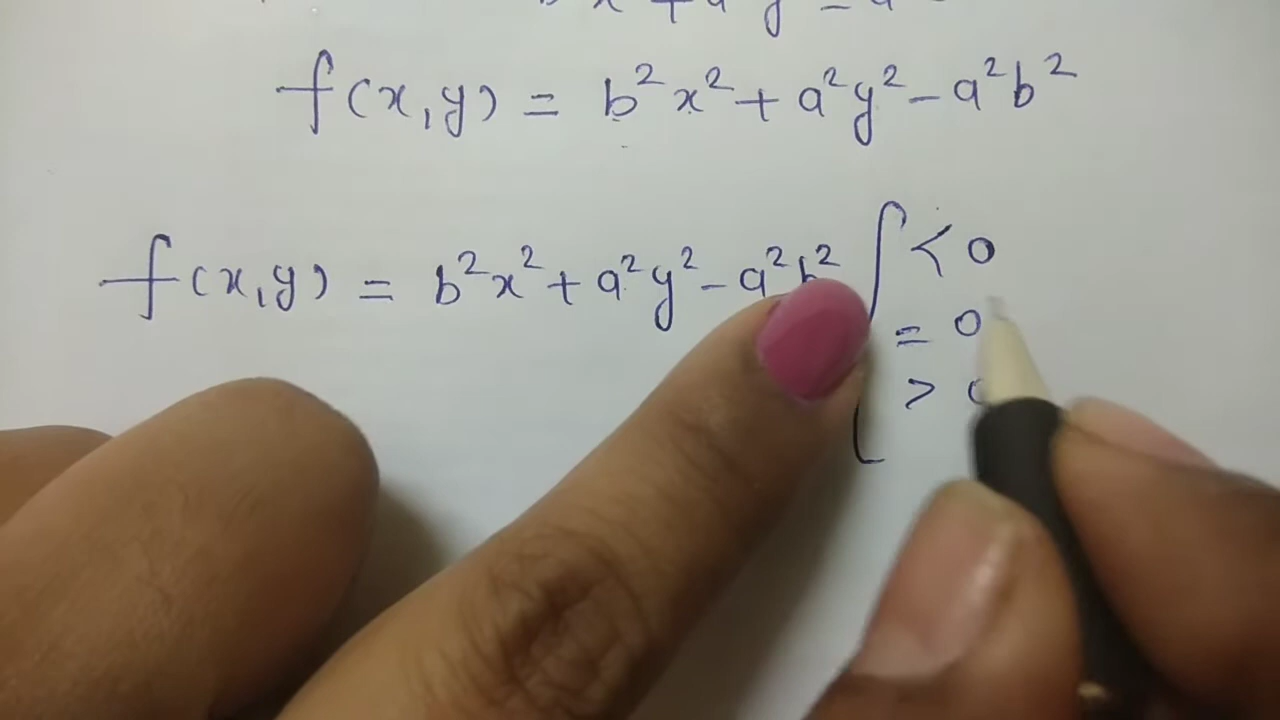 f(x,y) = b²x² + a²y² - a²b²
f(x,y) = b²x² + a²y² - a²b² { < 0
= 0
> 0